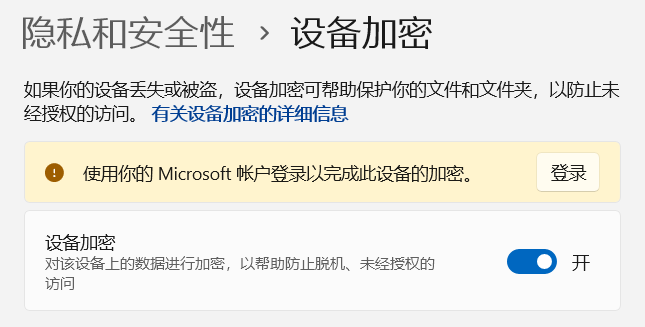 隐私和安全性 › 设备加密
如果你的设备丢失或被盗，设备加密可帮助保护你的文件和文件夹，以防止未
经授权的访问。 有关设备加密的详细信息
使用你的 Microsoft 帐户登录以完成此设备的加密。 登录
设备加密
对该设备上的数据进行加密，以帮助防止脱机、未经授权的
访问
开